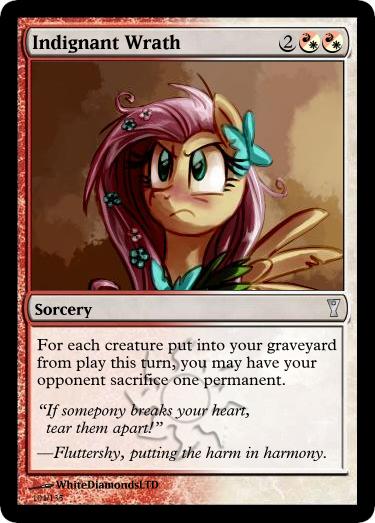 Indignant Wrath 2
Sorcery
For each creature put into your graveyard
from play this turn, you may have your
opponent sacrifice one permanent.
“If somepony breaks your heart,
tear them apart!”
—Fluttershy, putting the harm in harmony.
WhiteDiamondsLTD